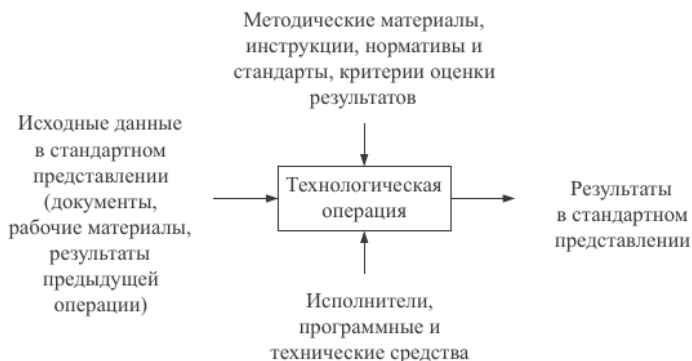 Методические материалы,
инструкции, нормативы и
стандарты, критерии оценки
результатов
Исходные данные
в стандартном
представлении
(документы,
рабочие материалы,
результаты
предыдущей
операции)
Технологическая
операция
Результаты
в стандартном
представлении
Исполнители,
программные и
технические средства